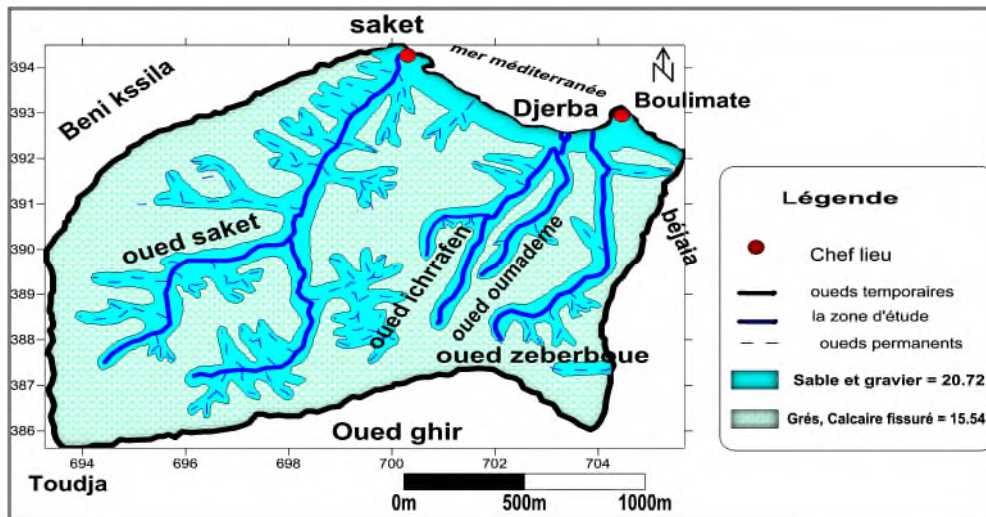 saket
mer méditerranée
Beni kssila
Djerba
Boulimate
394
393
392
391
390
389
388
387
386
oued saket
oued ichrrafen
oued oumademe
béjaia
oued zeberboue
Oued ghir
694
696
698
700
702
704
Toudja
0m
500m
1000m
N
Légende
Chef lieu
oueds temporaires
la zone d'étude
oueds permanents
Sable et gravier = 20.72
Grés, Calcaire fissuré = 15.54